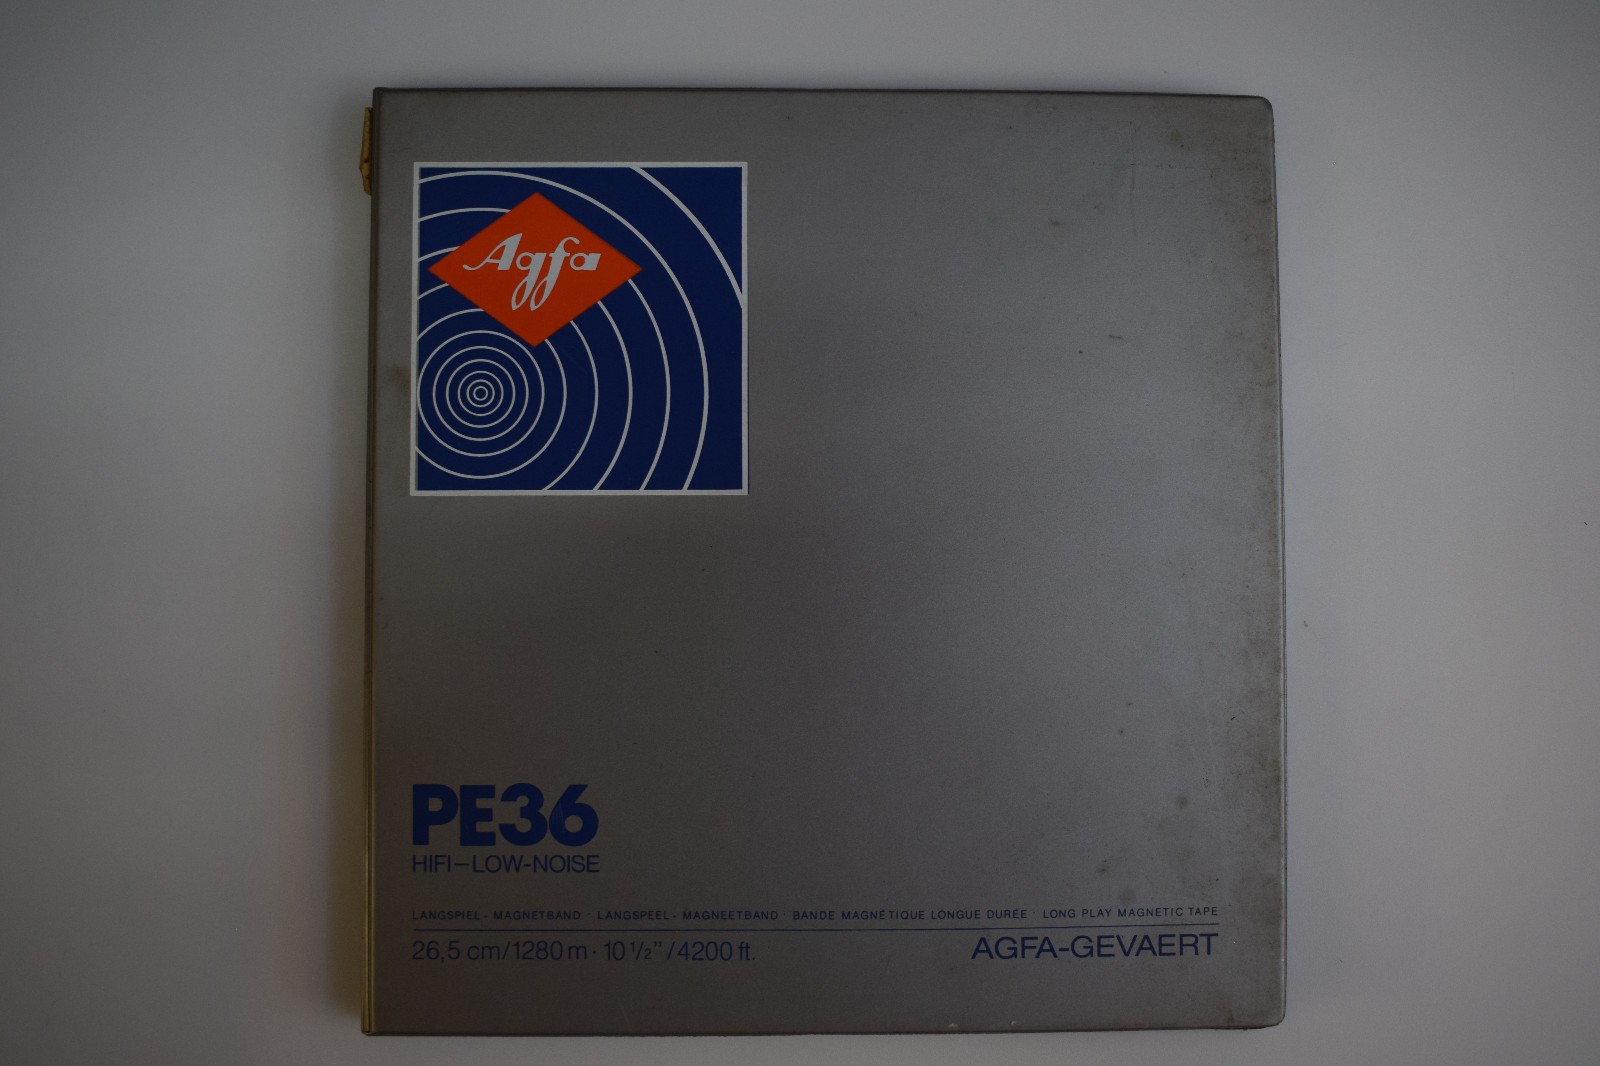 Agfa
PE36
HIFI–LOW-NOISE
LANGSPIEL - MAGNETBAND · LANGSPEEL - MAGNEETBAND · BANDE MAGNÉTIQUE LONGUE DURÉE · LONG PLAY MAGNETIC TAPE
26,5 cm/1280 m · 10 1/2" / 4200 ft. AGFA-GEVAERT